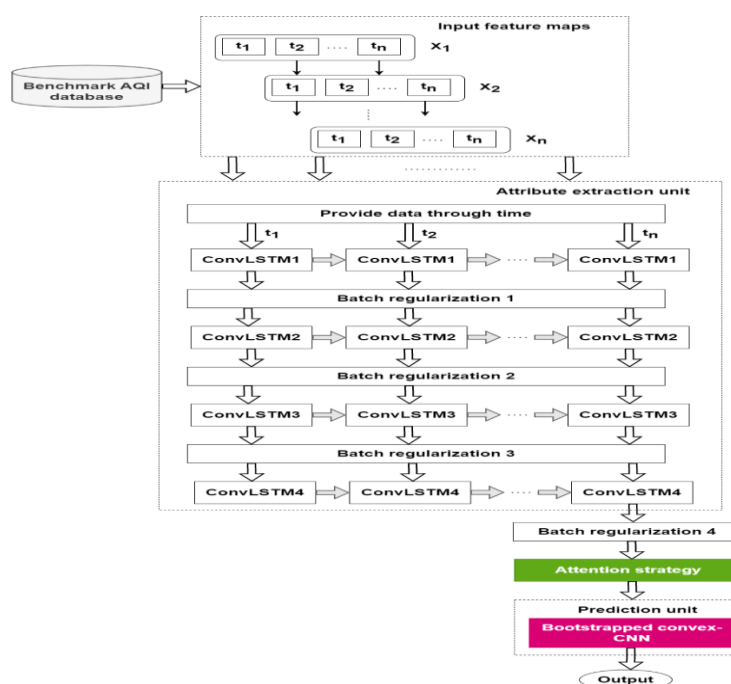 Input feature maps
t1 t2 .... tn x1
Benchmark AQI
database
t1 t2 .... tn x2
t1 t2 .... tn xn
Attribute extraction unit
Provide data through time
t1 t2 tn
ConvLSTM1 ConvLSTM1 .... ConvLSTM1
Batch regularization 1
ConvLSTM2 ConvLSTM2 .... ConvLSTM2
Batch regularization 2
ConvLSTM3 ConvLSTM3 .... ConvLSTM3
Batch regularization 3
ConvLSTM4 ConvLSTM4 .... ConvLSTM4
Batch regularization 4
Attention strategy
Prediction unit
Bootstrapped convex-
CNN
Output